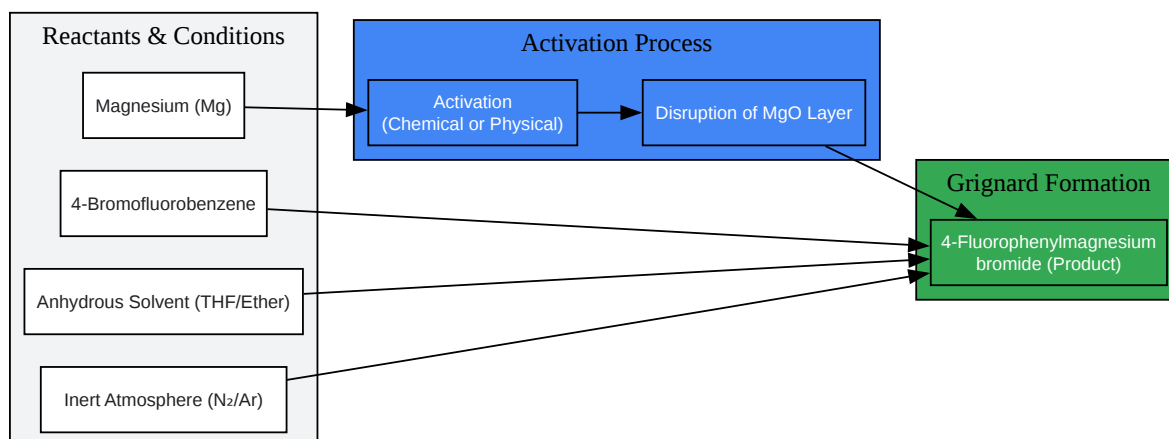 Reactants & Conditions
Magnesium (Mg)
4-Bromofluorobenzene
Anhydrous Solvent (THF/Ether)
Inert Atmosphere (N₂/Ar)
Activation Process
Activation
(Chemical or Physical)
Disruption of MgO Layer
Grignard Formation
4-Fluorophenylmagnesium
bromide (Product)